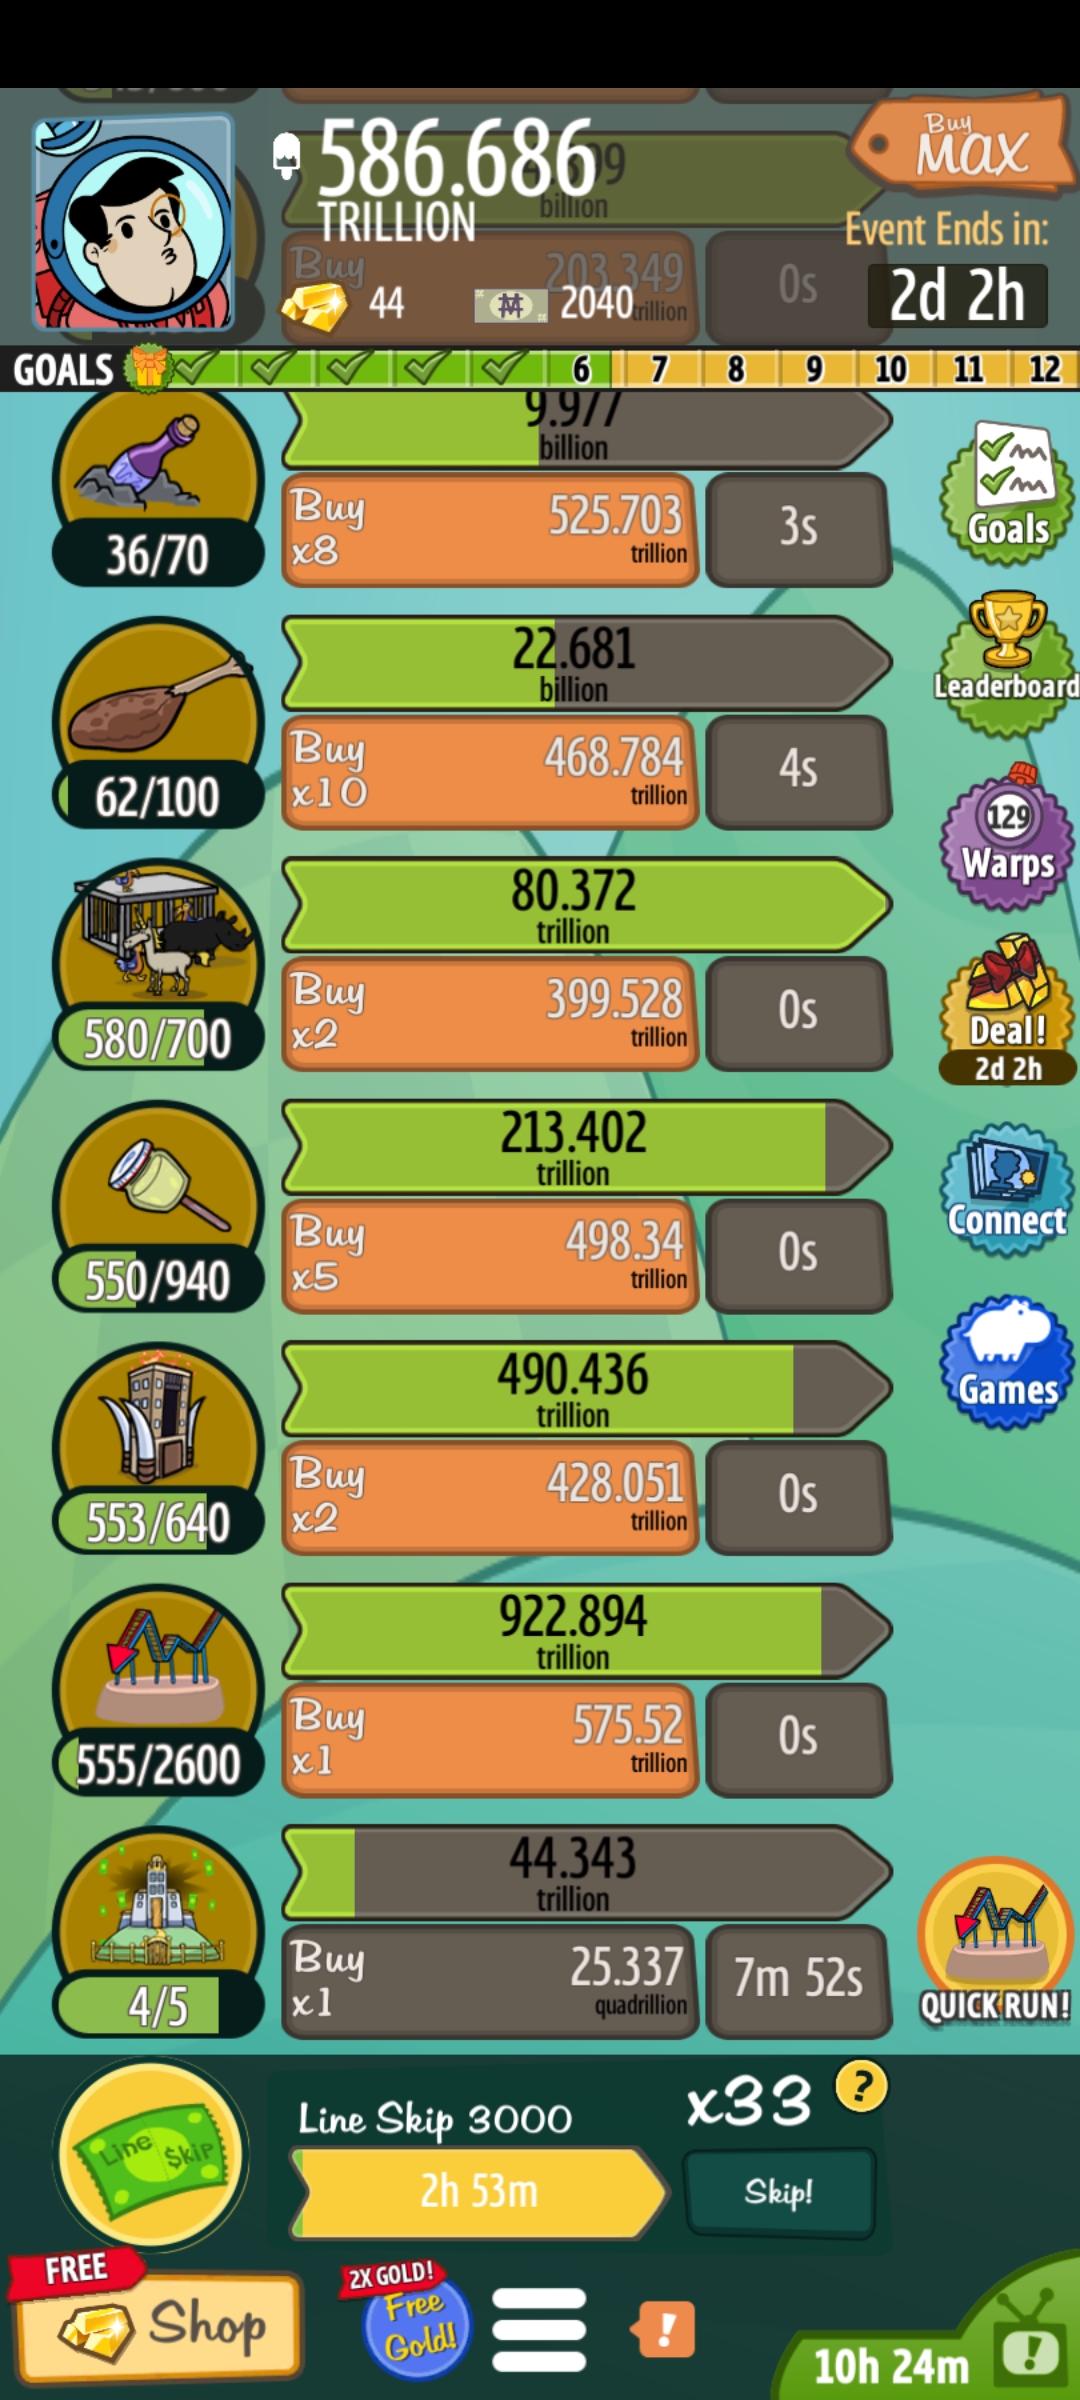 586.686
TRILLION
Buy
MAX
billion
Event Ends in:
2d 2h
Buy
203.349
trillion
0s
44
2040
GOALS
6
7
8
9
10
11
12
9.977
billion
36/70
Buy
x8
525.703
trillion
3s
Goals
22.681
billion
62/100
Buy
x10
468.784
trillion
4s
Leaderboard
129
Warps
80.372
trillion
580/700
Buy
x2
399.528
trillion
0s
Deal!
2d 2h
213.402
trillion
550/940
Buy
x5
498.34
trillion
0s
Connect
490.436
trillion
553/640
Buy
x2
428.051
trillion
0s
Games
922.894
trillion
555/2600
Buy
x1
575.52
trillion
0s
44.343
trillion
4/5
Buy
x1
25.337
quadrillion
7m 52s
QUICK RUN!
Line $kip
Line Skip 3000
x33
?
2h 53m
Skip!
FREE
Shop
2X GOLD!
Free
Gold!
!
10h 24m
!